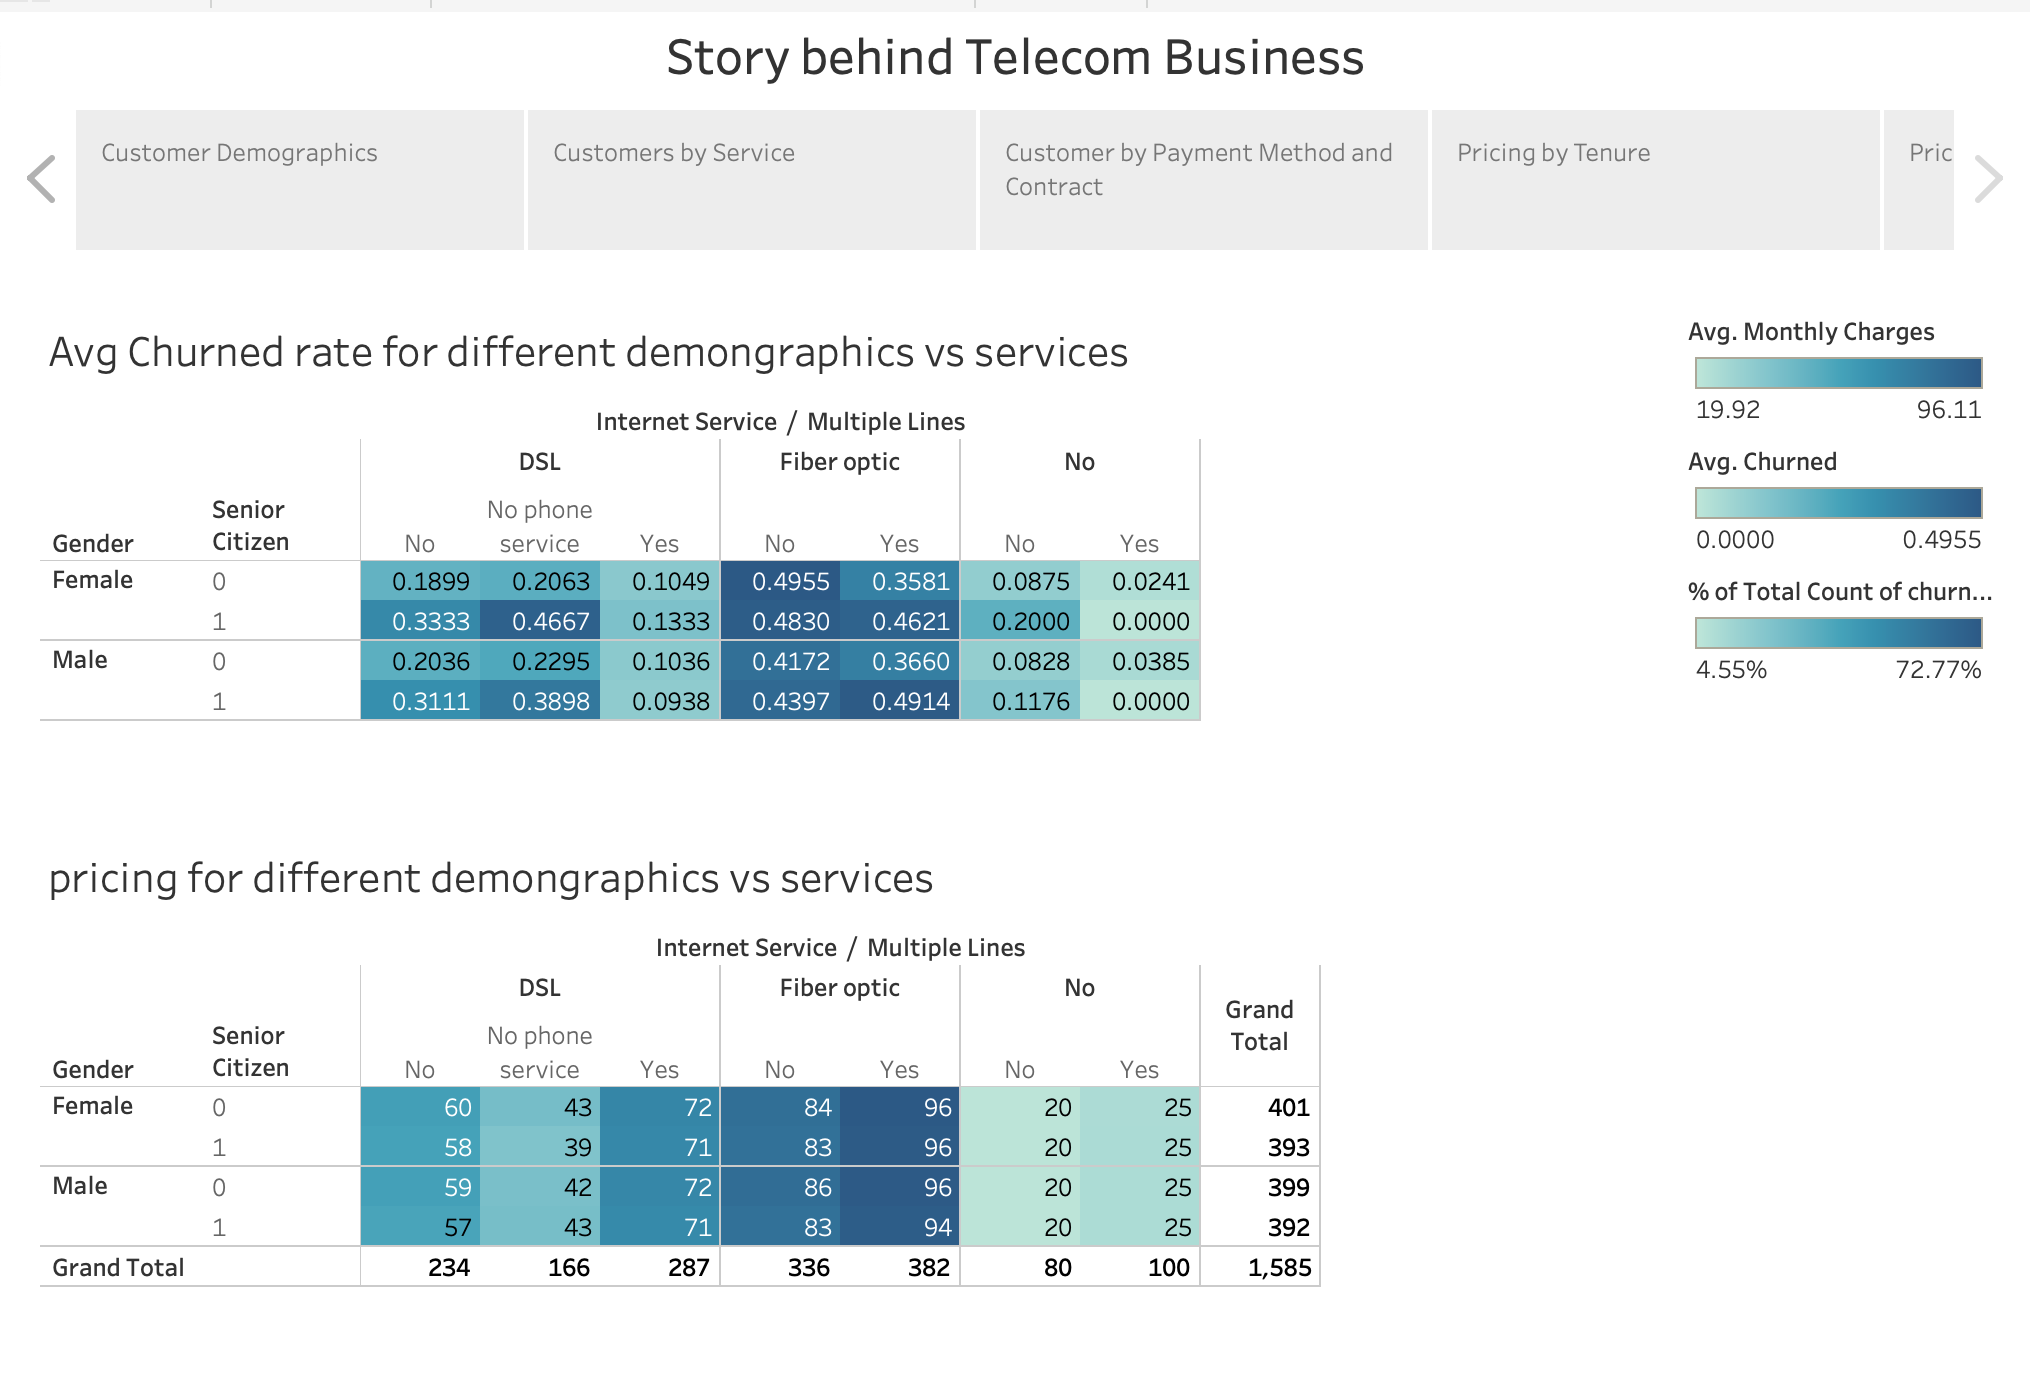 Story behind Telecom Business
Customer Demographics
Customers by Service
Customer by Payment Method and
Contract
Pricing by Tenure
Pric
Avg Churned rate for different demongraphics vs services
Internet Service / Multiple Lines
DSL Fiber optic No
Gender Senior Citizen No No phone service Yes No Yes No Yes
Female 0 0.1899 0.2063 0.1049 0.4955 0.3581 0.0875 0.0241
1 0.3333 0.4667 0.1333 0.4830 0.4621 0.2000 0.0000
Male 0 0.2036 0.2295 0.1036 0.4172 0.3660 0.0828 0.0385
1 0.3111 0.3898 0.0938 0.4397 0.4914 0.1176 0.0000
Avg. Monthly Charges
19.92 96.11
Avg. Churned
0.0000 0.4955
% of Total Count of churn...
4.55% 72.77%
pricing for different demongraphics vs services
Internet Service / Multiple Lines
DSL Fiber optic No Grand Total
Gender Senior Citizen No No phone service Yes No Yes No Yes
Female 0 60 43 72 84 96 20 25 401
1 58 39 71 83 96 20 25 393
Male 0 59 42 72 86 96 20 25 399
1 57 43 71 83 94 20 25 392
Grand Total 234 166 287 336 382 80 100 1,585